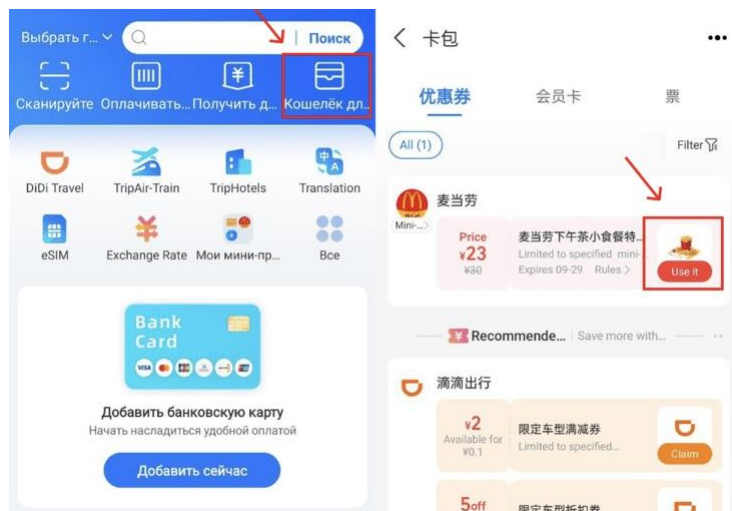 Выбрать г...
Поиск
Сканируйте Оплачивать... Получить д... Кошелёк дл...
DiDi Travel TripAir-Train TripHotels Translation
eSIM Exchange Rate Мои мини-пр... Все
Bank
Card
VISA
Добавить банковскую карту
Начать насладиться удобной оплатой
Добавить сейчас
卡包
优惠券 会员卡 票
All (1)
Filter
麦当劳
Mini-...
Price
¥23
¥30
麦当劳下午茶小食餐特...
Limited to specified mini-...
Expires 09-29 Rules
Use it
Recommende... Save more with...
滴滴出行
¥2
Available for
¥0.1
限定车型满减券
Limited to specified...
Claim
5off
限定车型折扣券